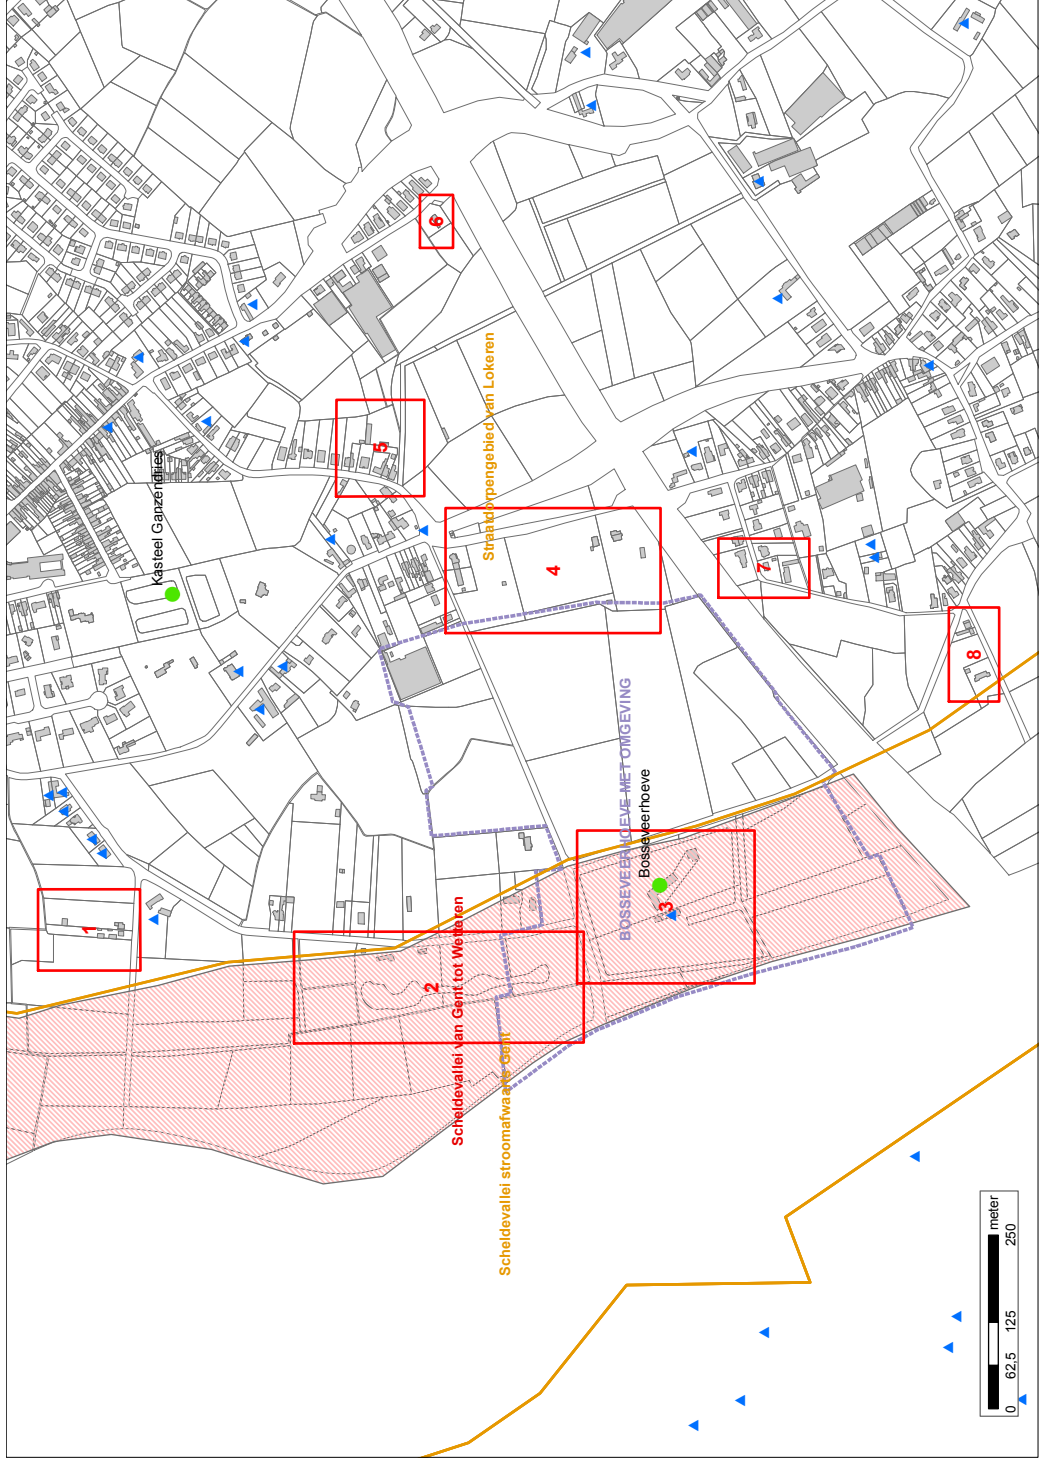 Kasteel Ganzendries
Straatdorpengebied van Lokeren
BOSSEVEERHOEVE MET OMGEVING
Bosseveerhoeve
Scheldevallei van Gent tot Wetteren
Scheldevallei stroomafwaarts Gent
1
2
3
4
5
6
7
8
0 62,5 125 250
meter